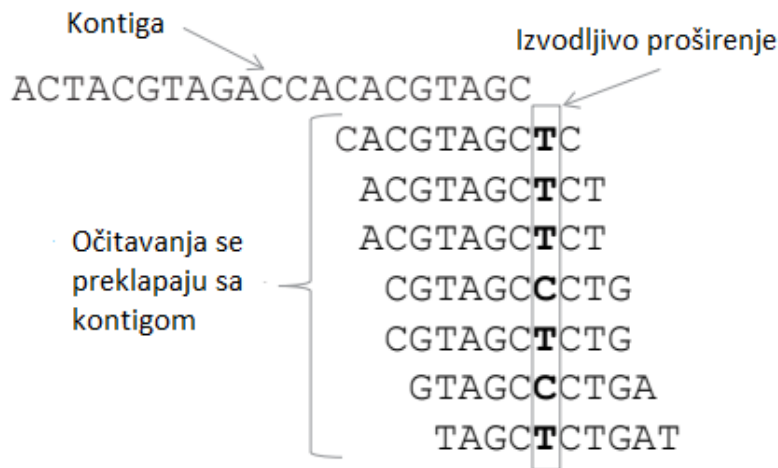 Kontiga
Izvodljivo proširenje
ACTACGTAGACCACACGTAGC
CACGTAGCTC
ACGTAGCTCT
ACGTAGCTCT
Očitavanja se
preklapaju sa
kontigom
CGTAGCCCTG
CGTAGCTCTG
GTAGCCCTGA
TAGCTCTGAT